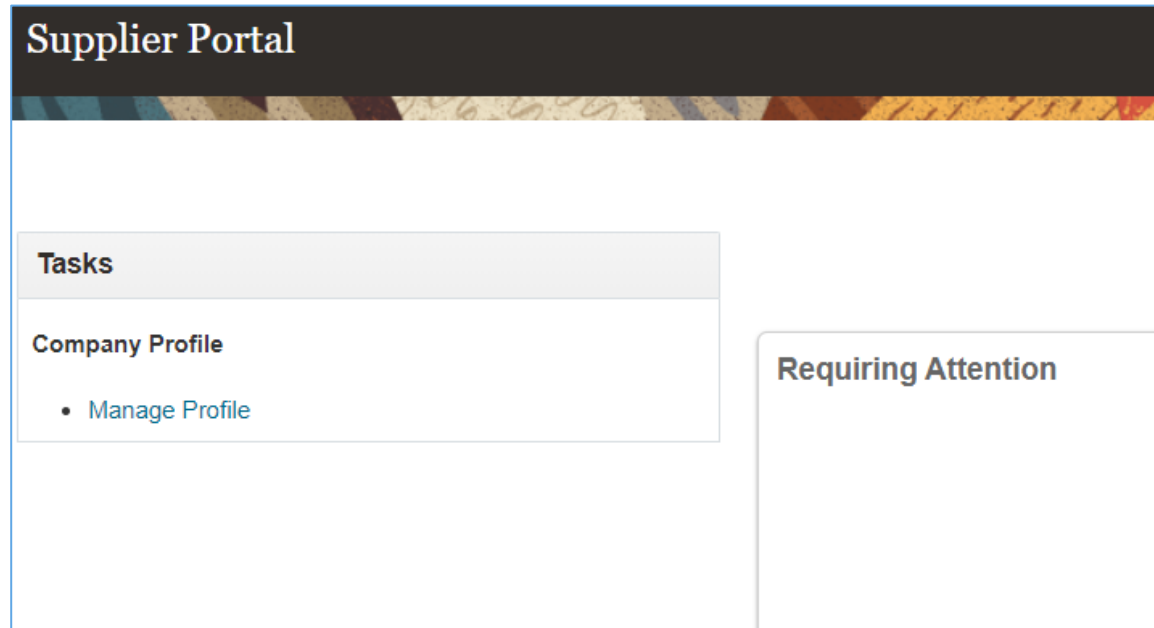 Supplier Portal
Tasks
Company Profile
Manage Profile
Requiring Attention